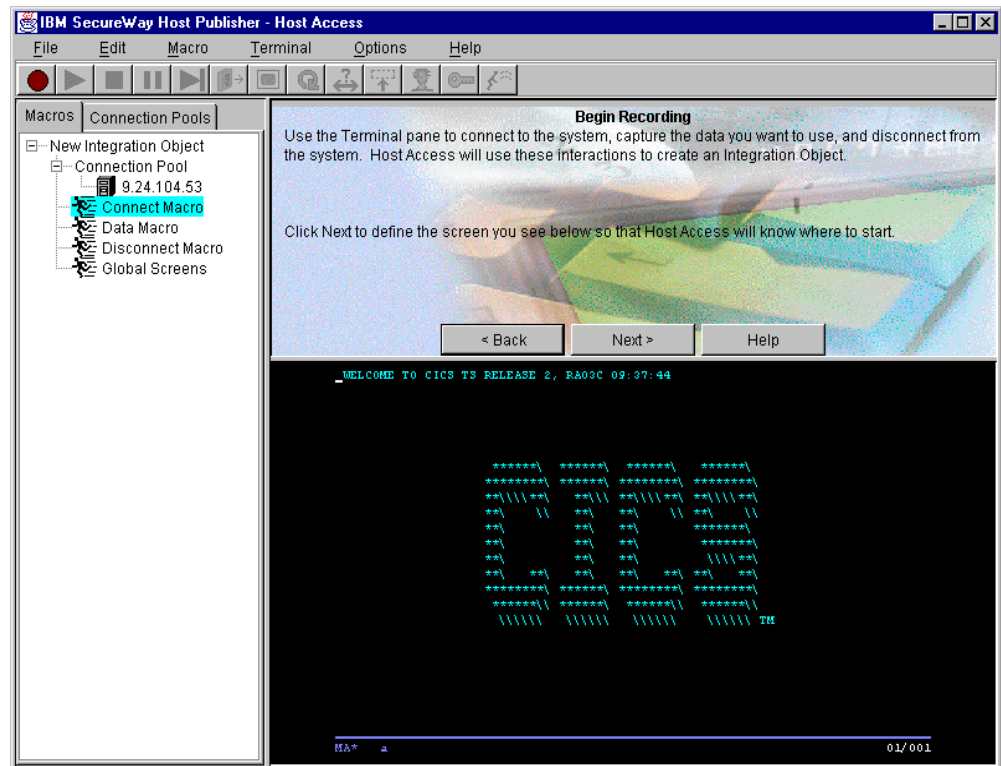 IBM SecureWay Host Publisher - Host Access
File Edit Macro Terminal Options Help
Macros Connection Pools
New Integration Object
Connection Pool
9.24.104.53
Connect Macro
Data Macro
Disconnect Macro
Global Screens
Begin Recording
Use the Terminal pane to connect to the system, capture the data you want to use, and disconnect from
the system. Host Access will use these interactions to create an Integration Object.
Click Next to define the screen you see below so that Host Access will know where to start.
< Back Next > Help
WELCOME TO CICS TS RELEASE 2, RA03C 09:37:44
CICS TM
MA* a 01/001